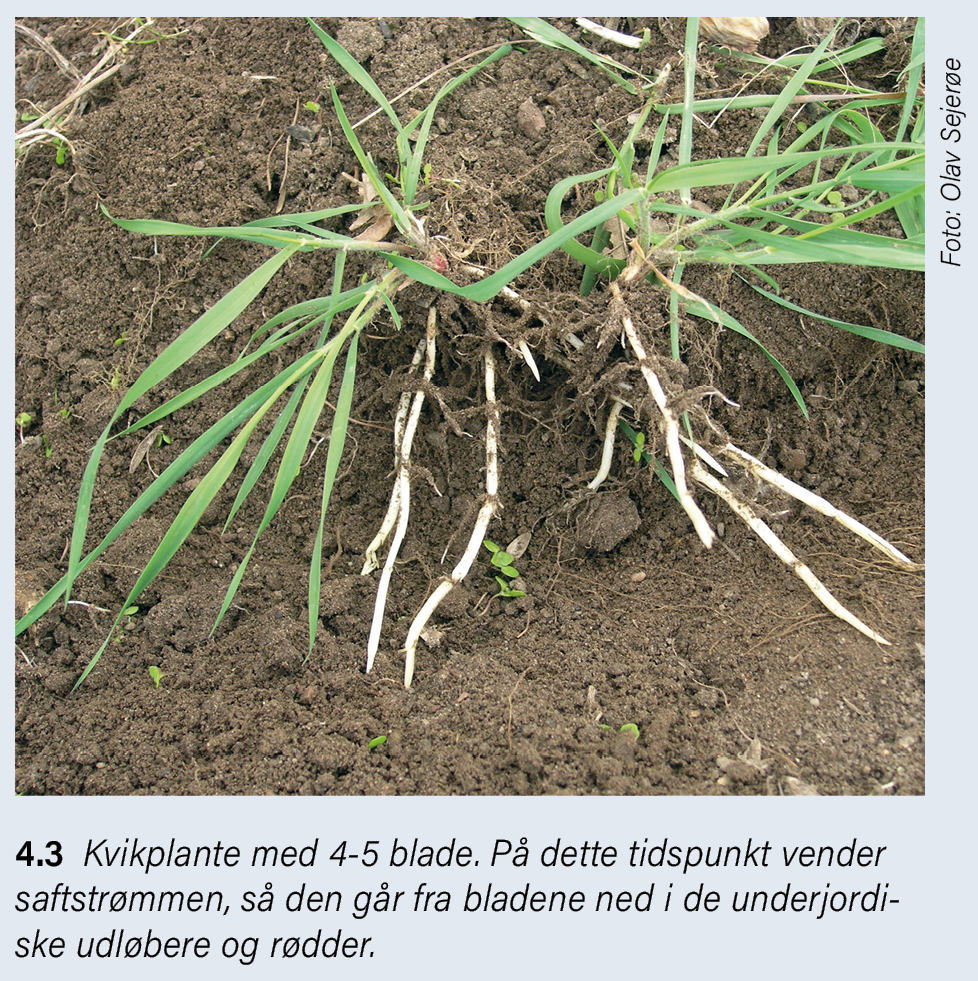 Foto: Olav Sejerøe
4.3 Kvikplante med 4-5 blade. På dette tidspunkt vender
saftstrømmen, så den går fra bladene ned i de underjordi-
ske udløbere og rødder.